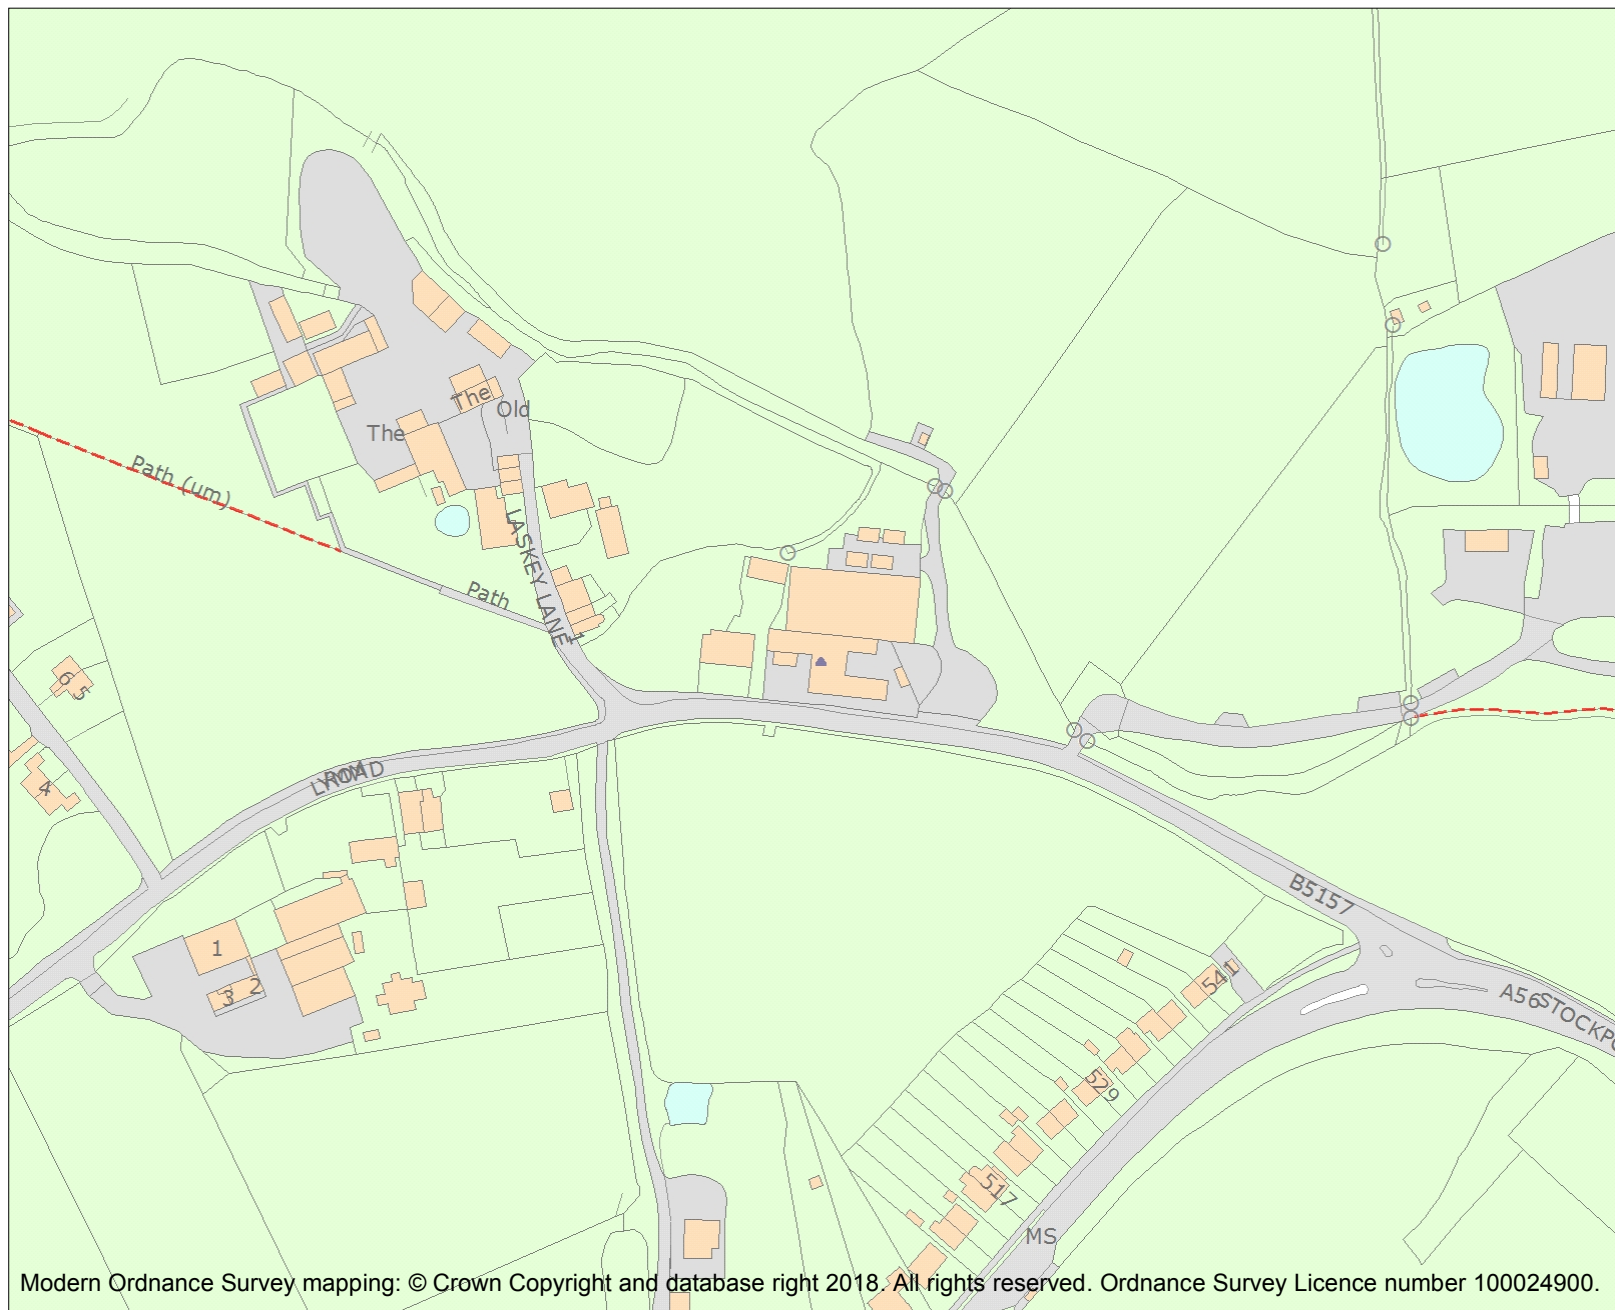 The
Old
The
Path (um)
LASKEY LANE
Path
1
6 5
4
LYMM
ROAD
B5157
1
2
3
541
A56
STOCKPO
529
517
MS
Modern Ordnance Survey mapping: © Crown Copyright and database right 2018. All rights reserved. Ordnance Survey Licence number 100024900.